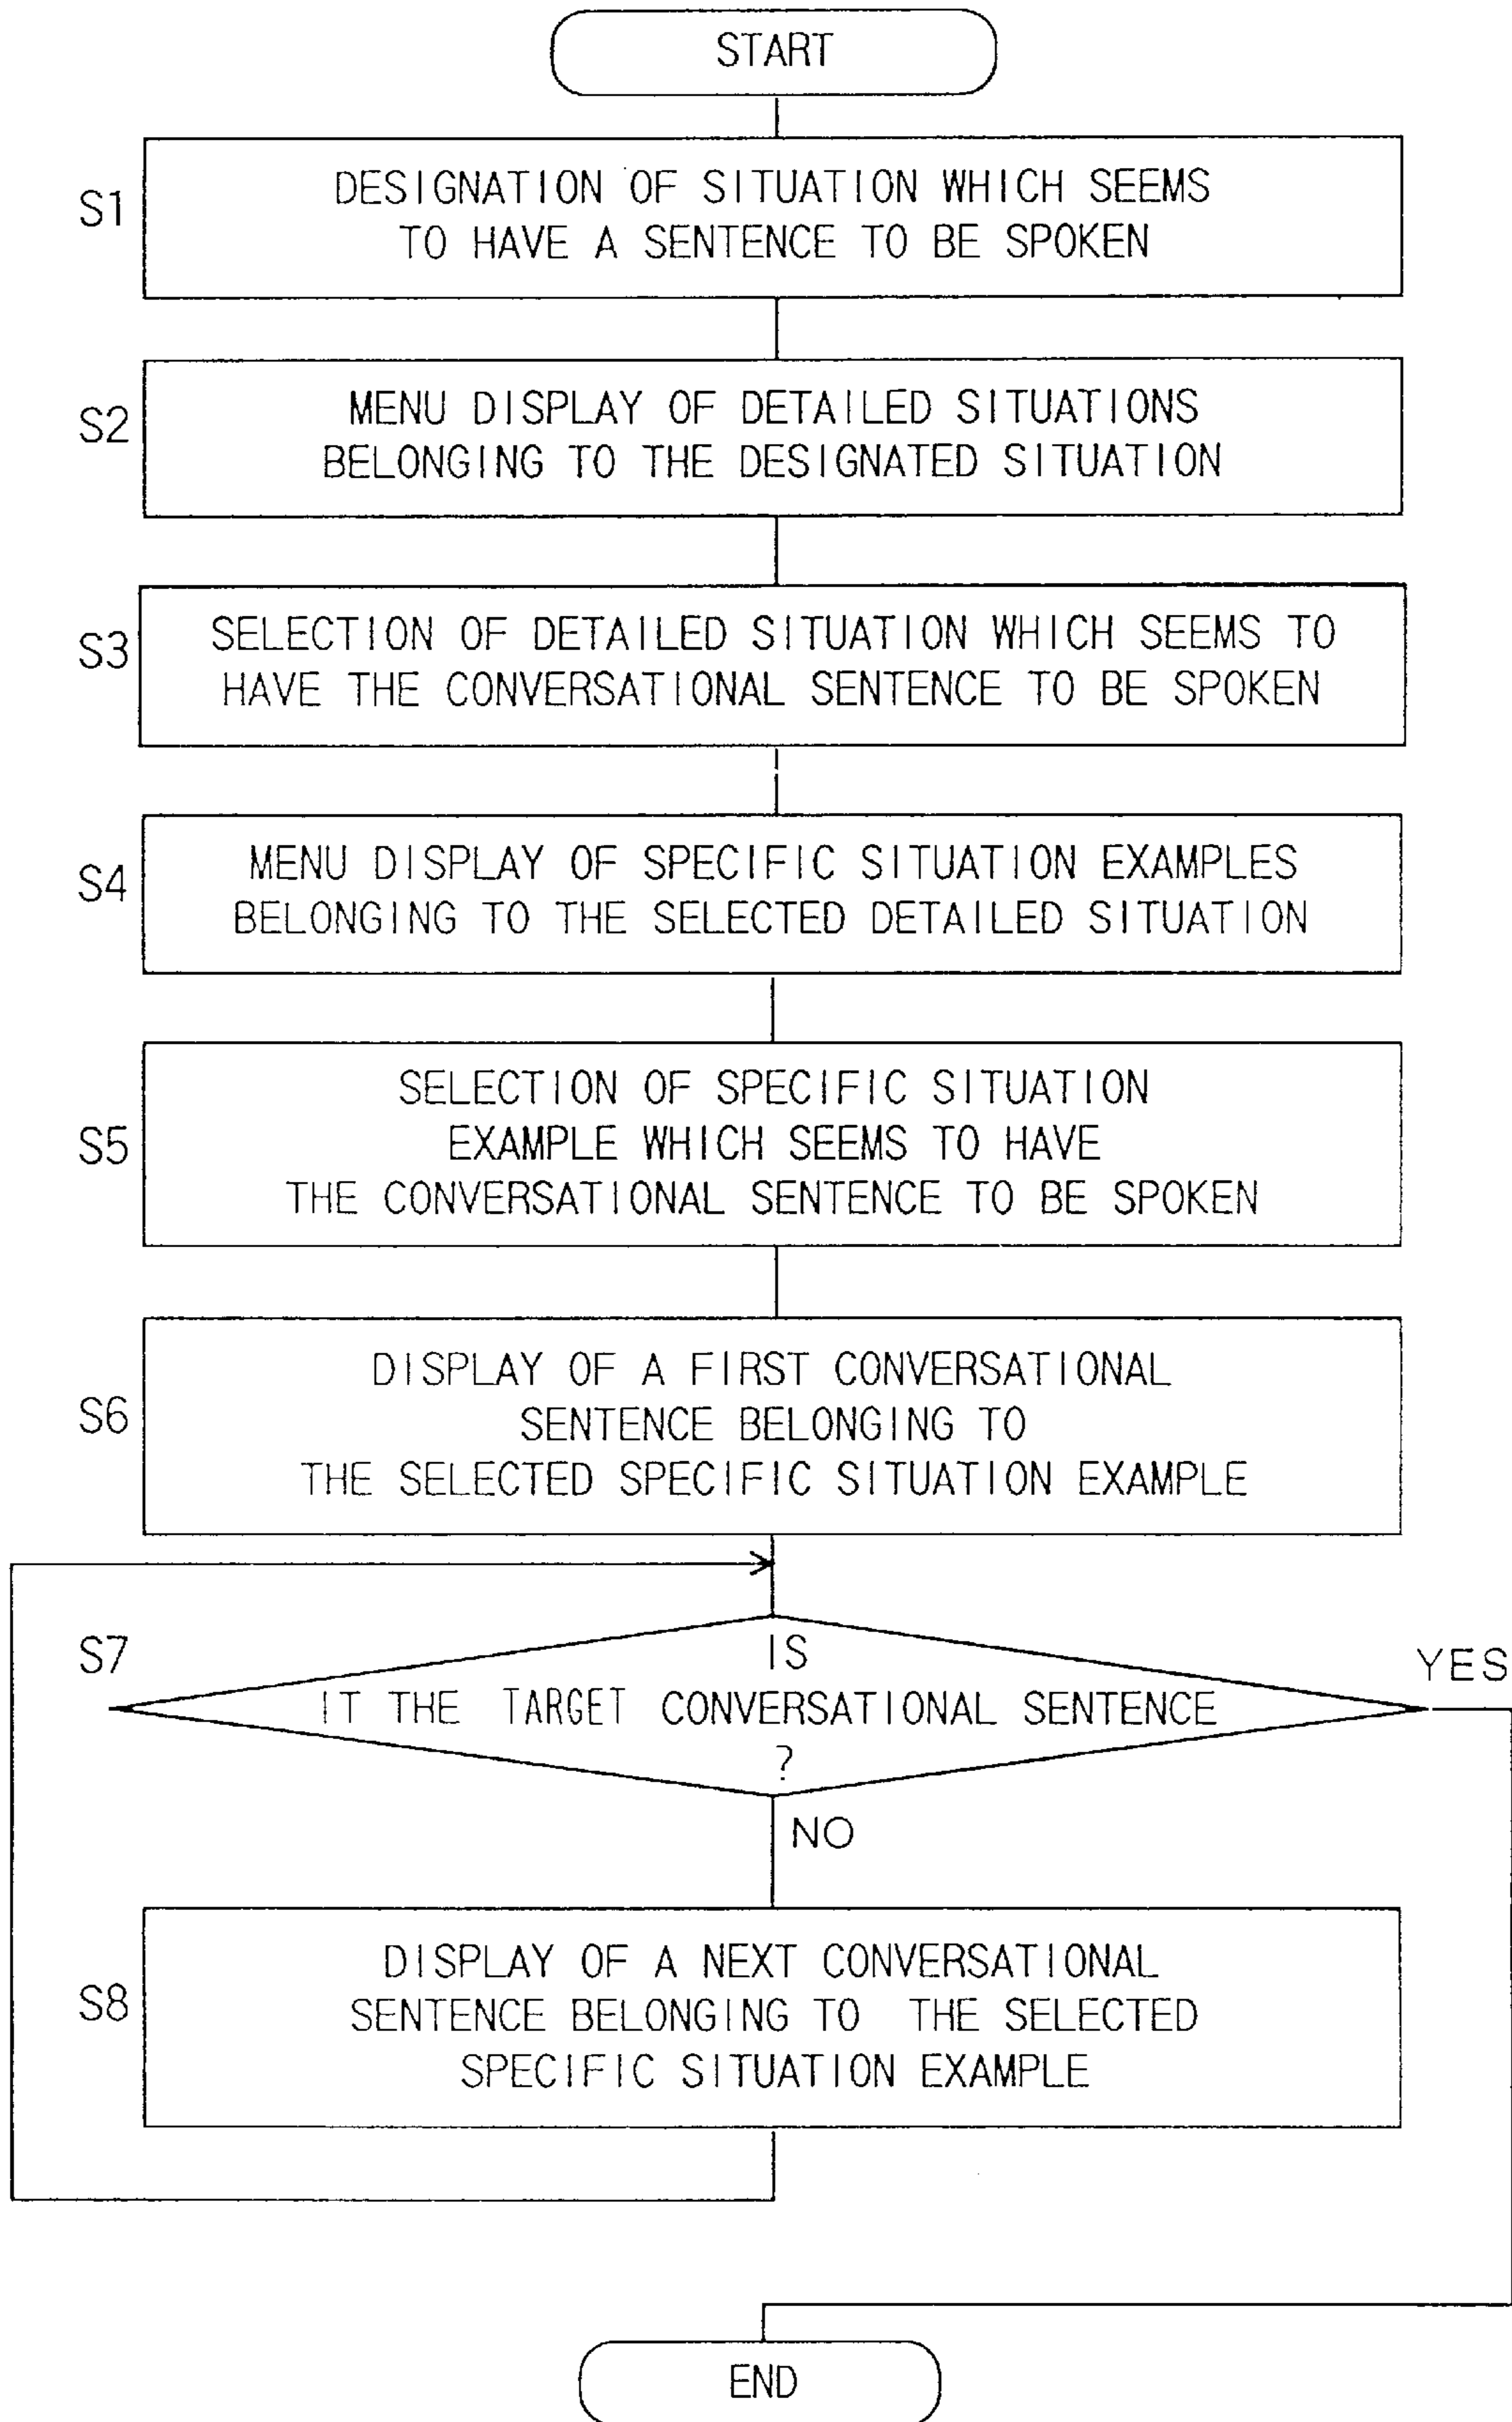 START
S1
DESIGNATION OF SITUATION WHICH SEEMS
TO HAVE A SENTENCE TO BE SPOKEN
S2
MENU DISPLAY OF DETAILED SITUATIONS
BELONGING TO THE DESIGNATED SITUATION
S3
SELECTION OF DETAILED SITUATION WHICH SEEMS TO
HAVE THE CONVERSATIONAL SENTENCE TO BE SPOKEN
S4
MENU DISPLAY OF SPECIFIC SITUATION EXAMPLES
BELONGING TO THE SELECTED DETAILED SITUATION
S5
SELECTION OF SPECIFIC SITUATION
EXAMPLE WHICH SEEMS TO HAVE
THE CONVERSATIONAL SENTENCE TO BE SPOKEN
S6
DISPLAY OF A FIRST CONVERSATIONAL
SENTENCE BELONGING TO
THE SELECTED SPECIFIC SITUATION EXAMPLE
S7
IS
IT THE TARGET CONVERSATIONAL SENTENCE
?
YES
NO
S8
DISPLAY OF A NEXT CONVERSATIONAL
SENTENCE BELONGING TO THE SELECTED
SPECIFIC SITUATION EXAMPLE
END